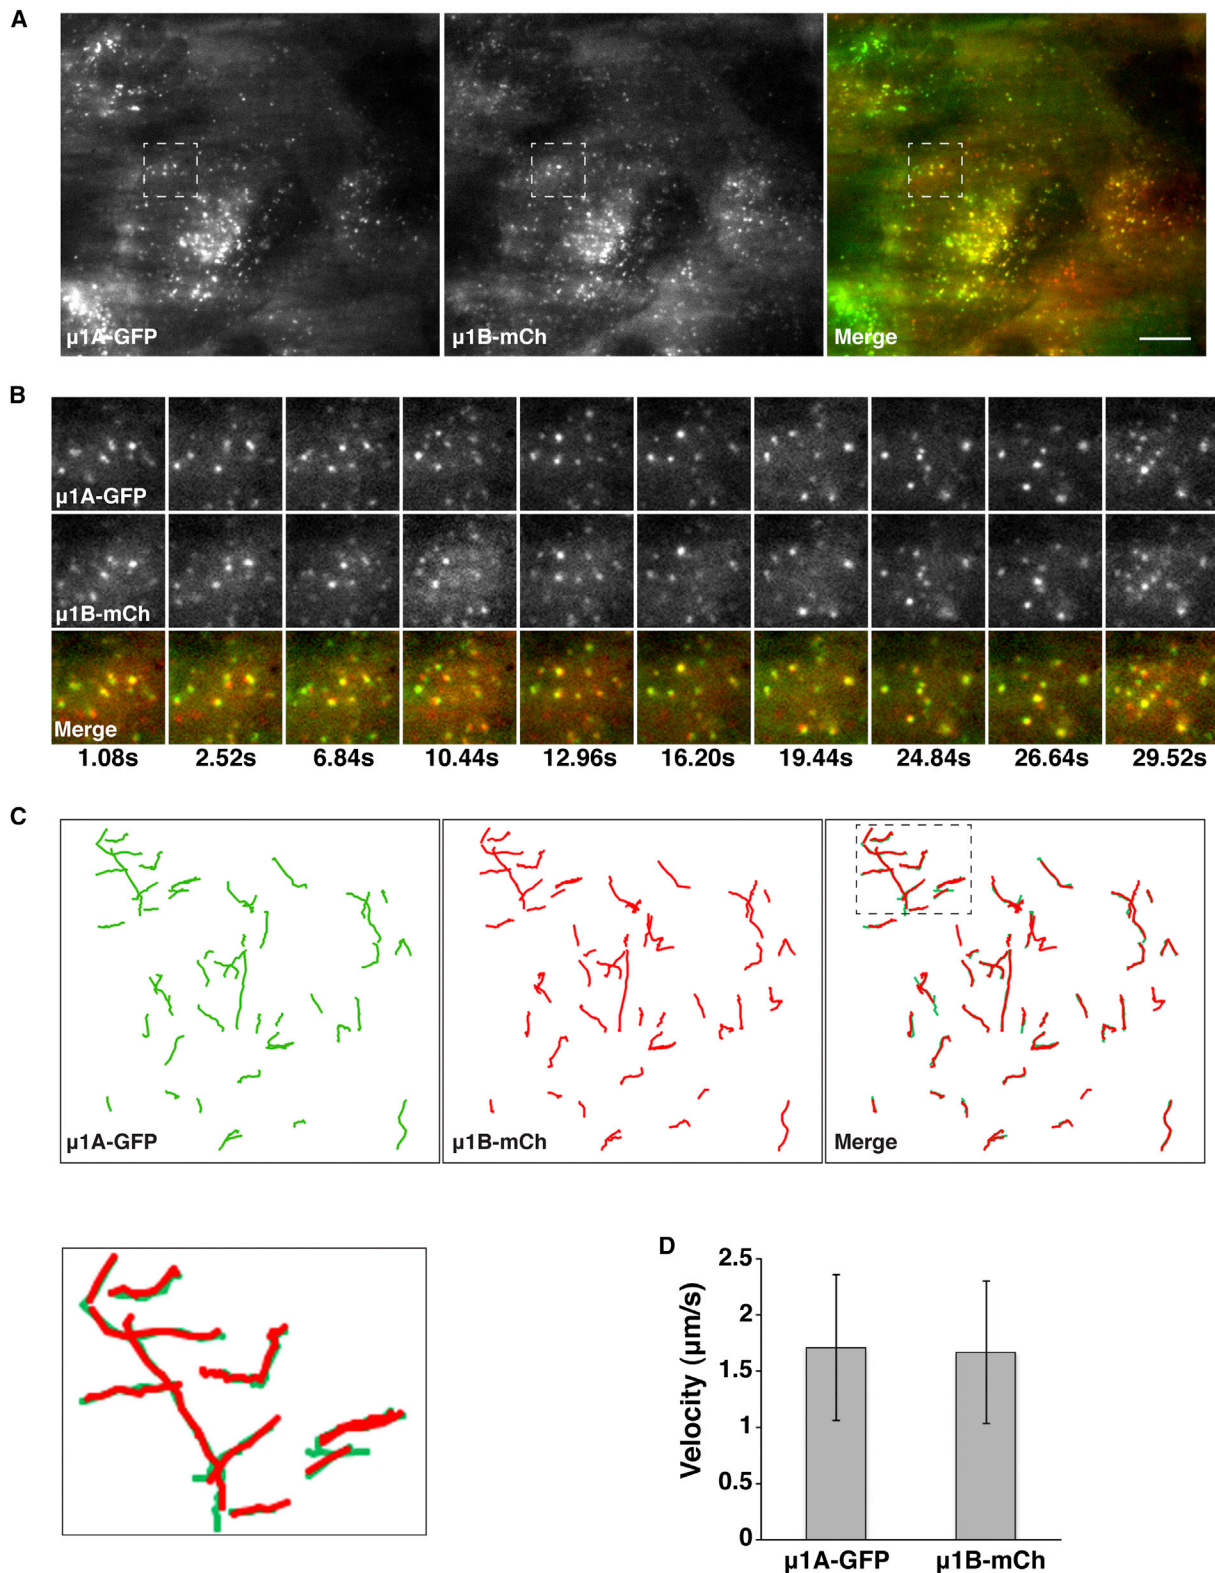 A
µ1A-GFP
µ1B-mCh
Merge
B
µ1A-GFP
µ1B-mCh
Merge
1.08s 2.52s 6.84s 10.44s 12.96s 16.20s 19.44s 24.84s 26.64s 29.52s
C
µ1A-GFP
µ1B-mCh
Merge
D
Velocity (µm/s)
2.5
2
1.5
1
0.5
0
µ1A-GFP
µ1B-mCh